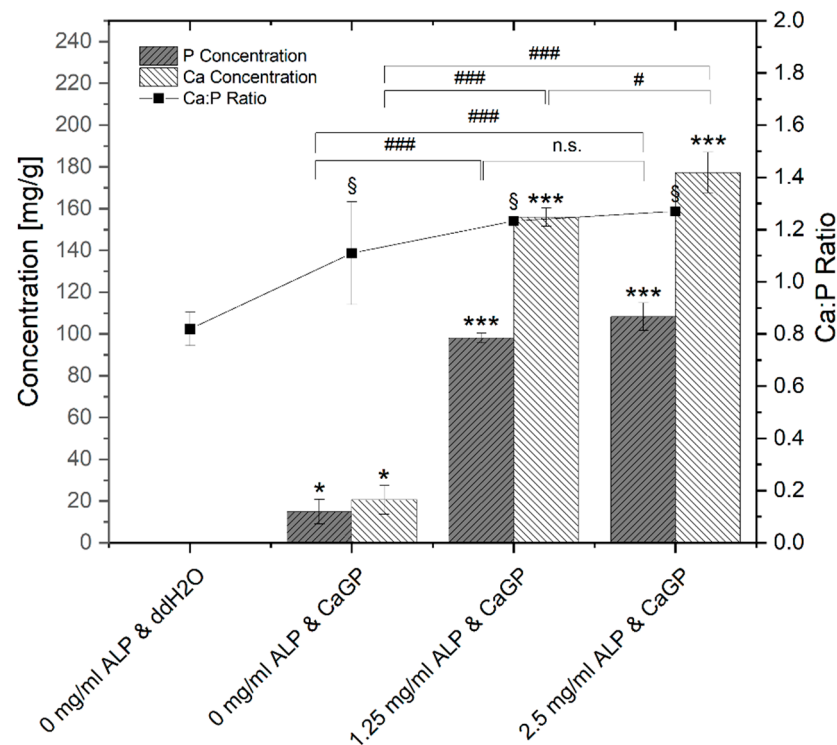 240
220
200
180
160
140
120
100
80
60
40
20
0
Concentration [mg/g]
P Concentration
Ca Concentration
Ca:P Ratio
###
### #
###
### n.s.
***
§
§ *** §
*** ***
* *
2.0
1.8
1.6
1.4
1.2
1.0
0.8
0.6
0.4
0.2
0.0
Ca:P Ratio
0 mg/ml ALP & ddH2O
0 mg/ml ALP & CaGP
1.25 mg/ml ALP & CaGP
2.5 mg/ml ALP & CaGP